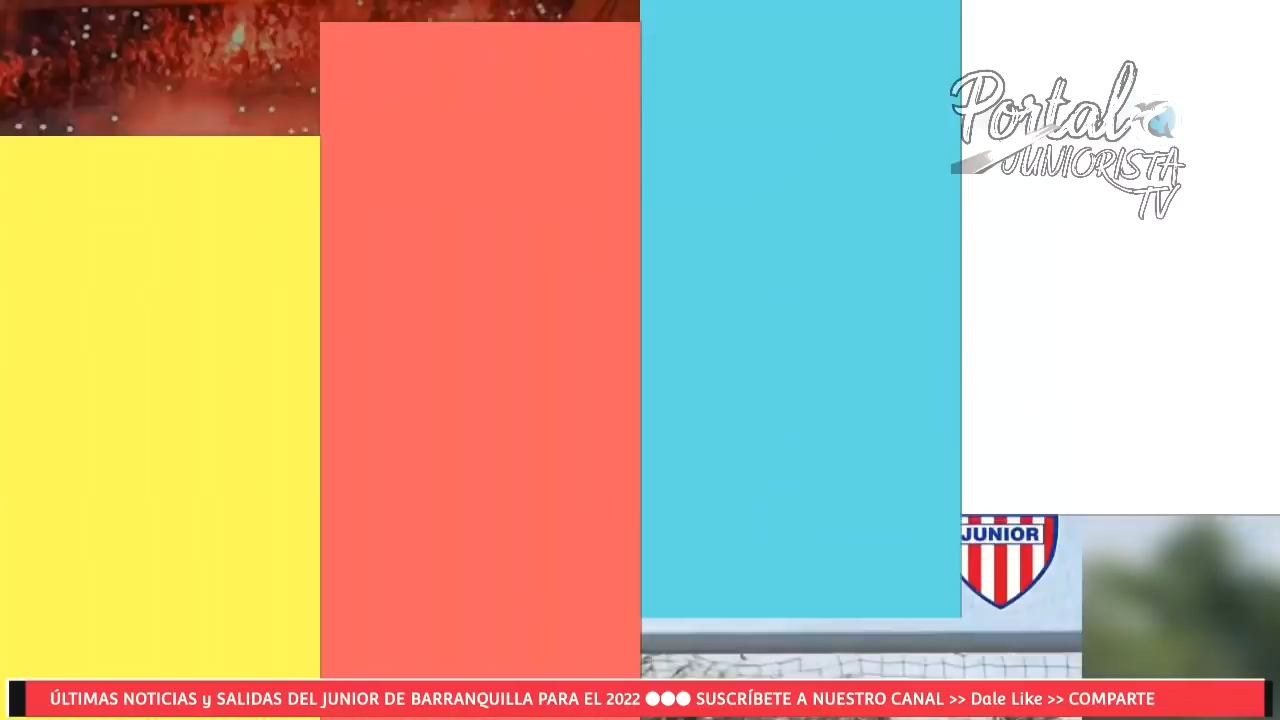 Portal
JUNIORISTA
TV
JUNIOR
ÚLTIMAS NOTICIAS y SALIDAS DEL JUNIOR DE BARRANQUILLA PARA EL 2022 ●●● SUSCRÍBETE A NUESTRO CANAL >> Dale Like >> COMPARTE